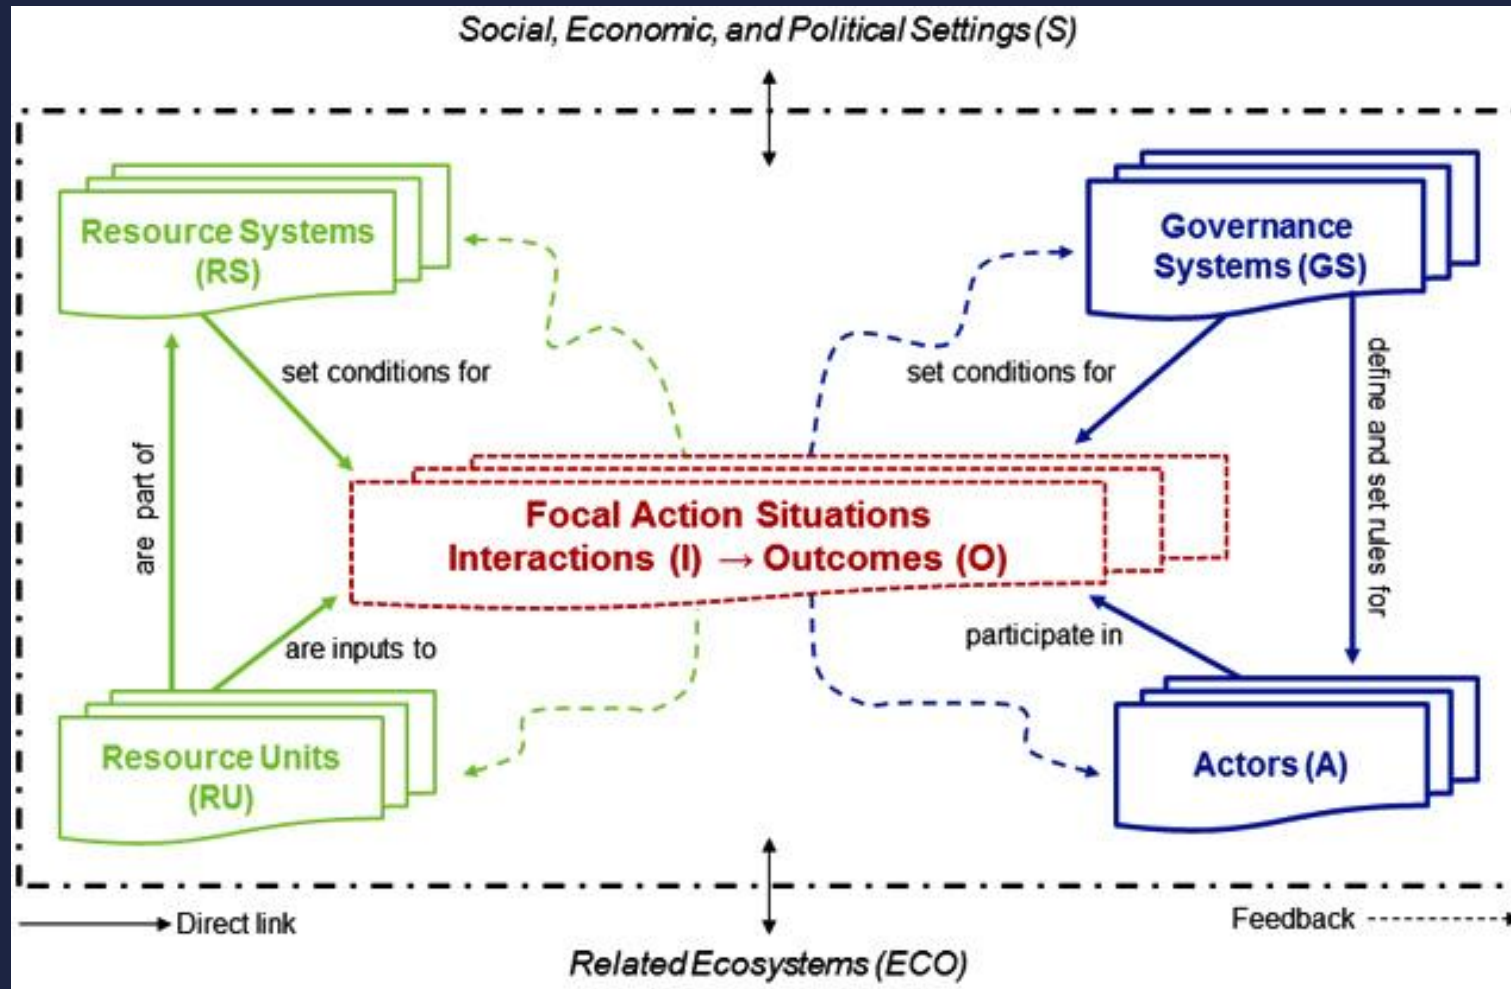 Social, Economic, and Political Settings (S)
Resource Systems
(RS)
Governance
Systems (GS)
set conditions for
set conditions for
are part of
define and set rules for
Focal Action Situations
Interactions (I) → Outcomes (O)
are inputs to
participate in
Resource Units
(RU)
Actors (A)
Direct link
Feedback
Related Ecosystems (ECO)